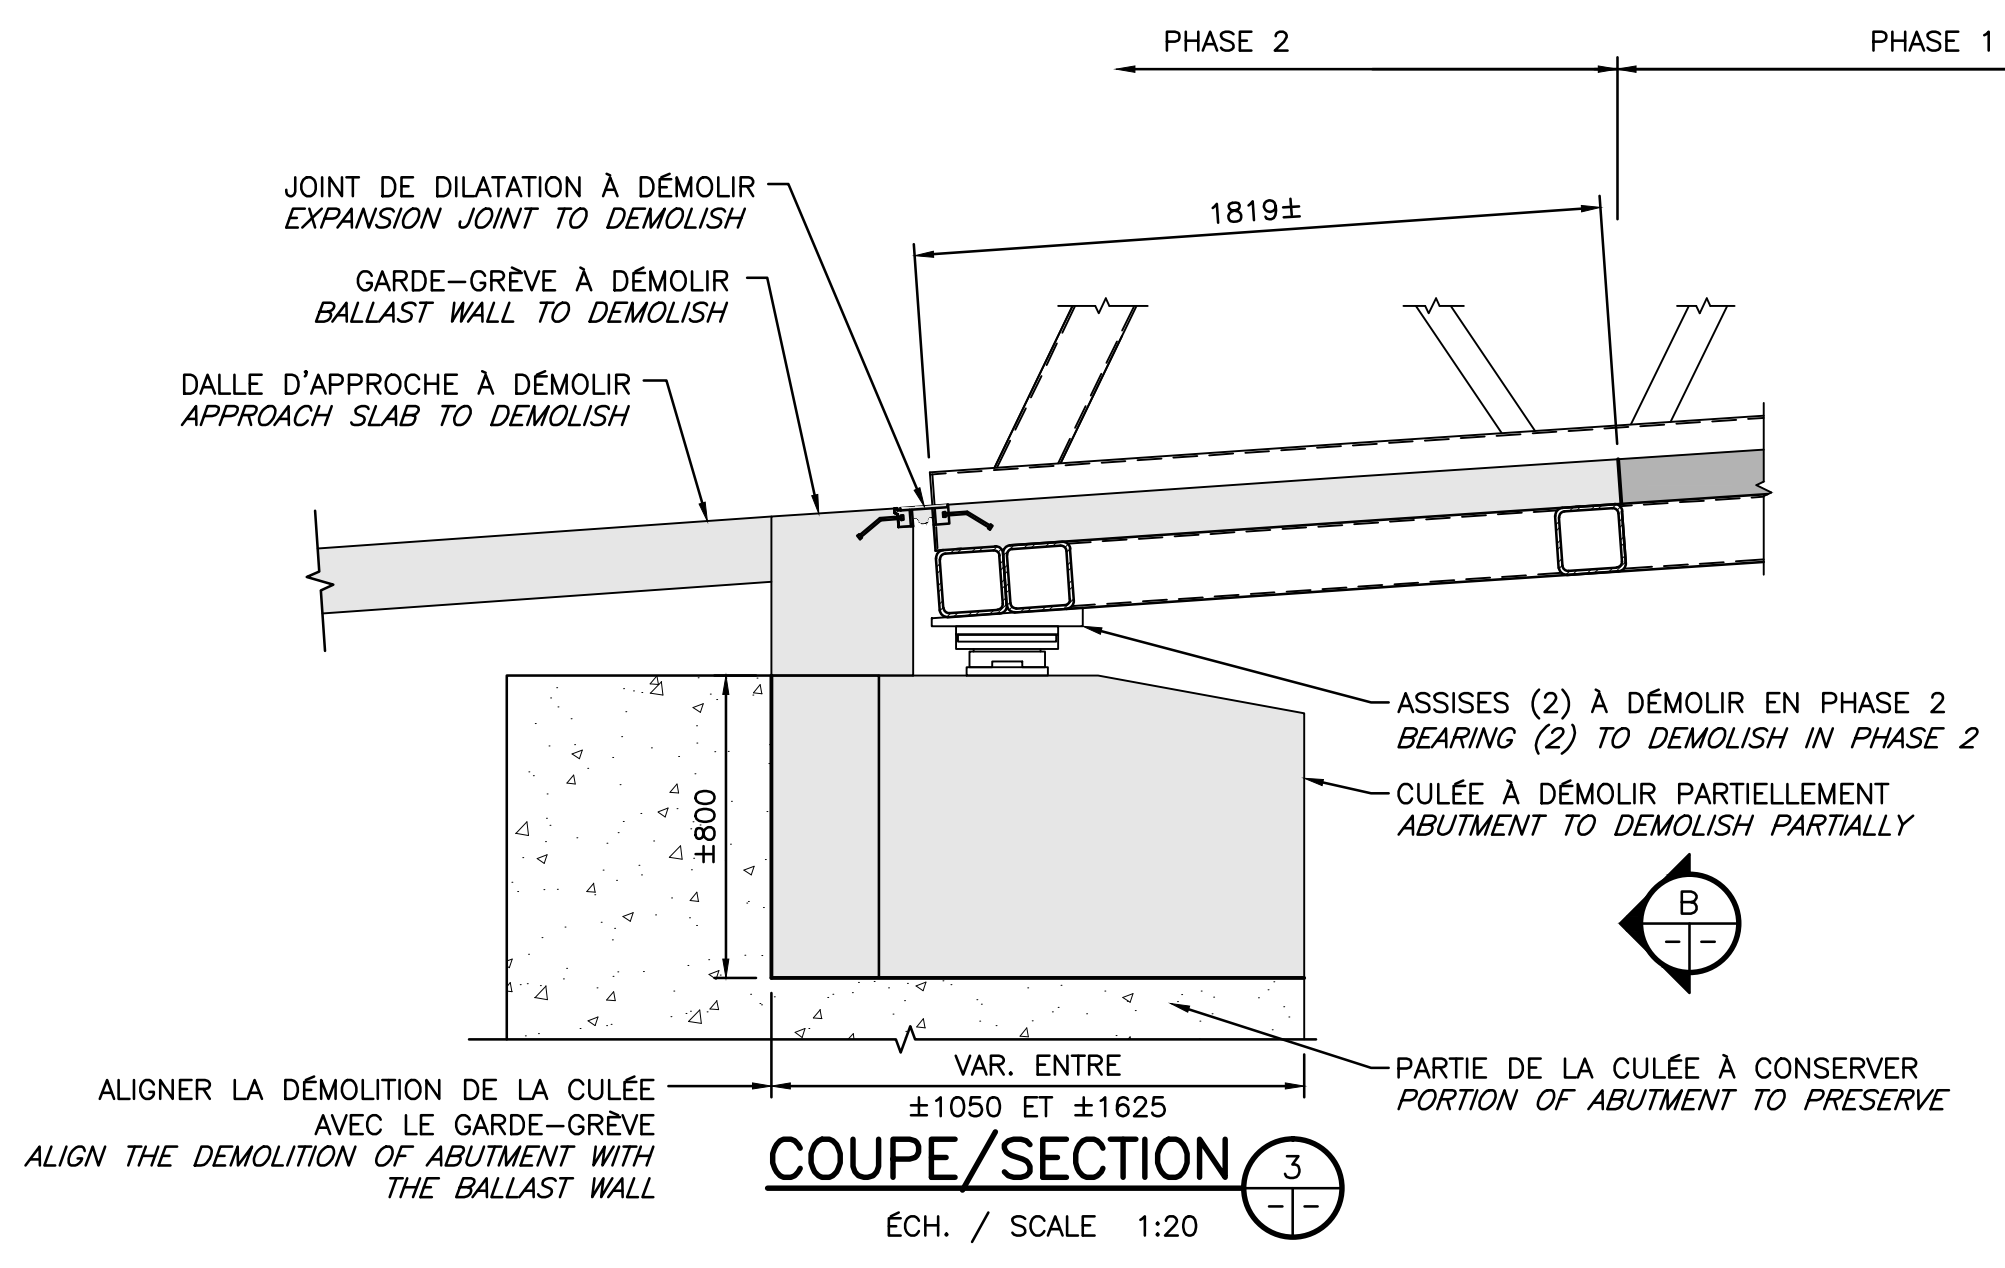 PHASE 2
PHASE 1
1819±
JOINT DE DILATATION À DÉMOLIR
EXPANSION JOINT TO DEMOLISH
GARDE-GRÈVE À DÉMOLIR
BALLAST WALL TO DEMOLISH
DALLE D'APPROCHE À DÉMOLIR
APPROACH SLAB TO DEMOLISH
ASSISES (2) À DÉMOLIR EN PHASE 2
BEARING (2) TO DEMOLISH IN PHASE 2
CULÉE À DÉMOLIR PARTIELLEMENT
ABUTMENT TO DEMOLISH PARTIALLY
±800
B
- -
PARTIE DE LA CULÉE À CONSERVER
PORTION OF ABUTMENT TO PRESERVE
VAR. ENTRE
±1050 ET ±1625
ALIGNER LA DÉMOLITION DE LA CULÉE
AVEC LE GARDE-GRÈVE
ALIGN THE DEMOLITION OF ABUTMENT WITH
THE BALLAST WALL
COUPE/SECTION
3
- -
ÉCH. / SCALE 1:20